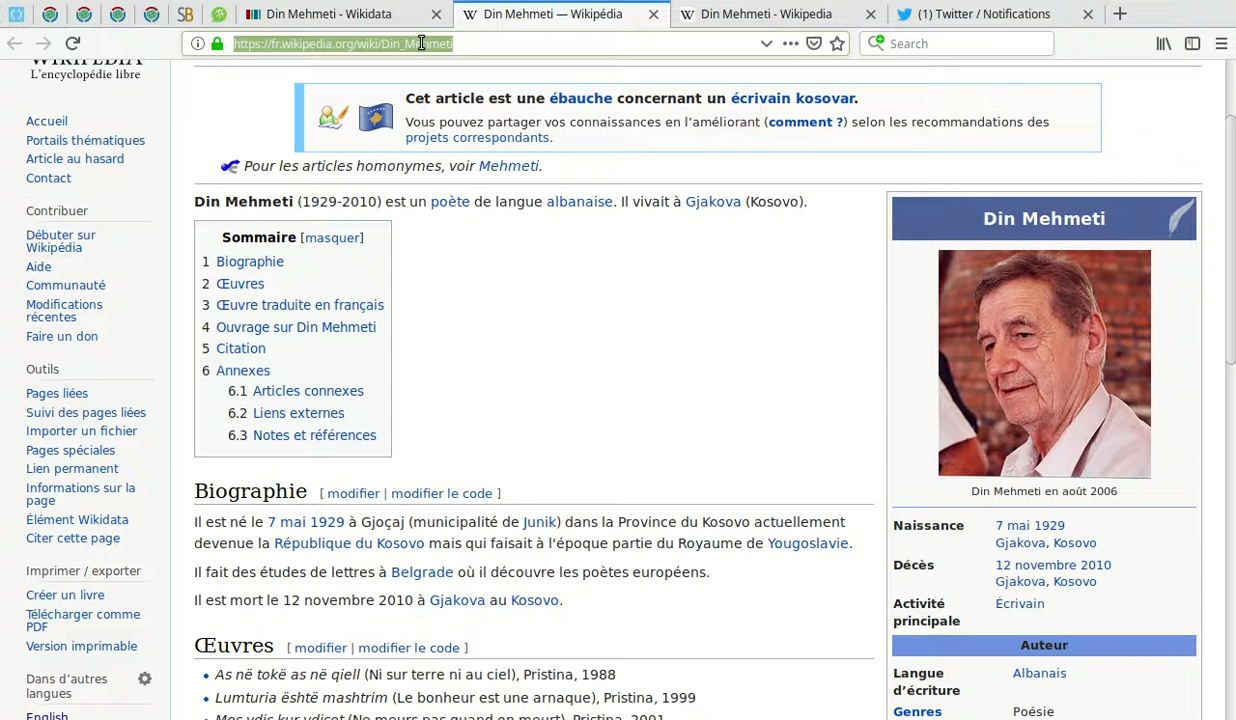 Din Mehmeti - Wikidata
Din Mehmeti — Wikipédia
Din Mehmeti - Wikipedia
(1) Twitter / Notifications
https://fr.wikipedia.org/wiki/Din_Mehmeti
Search
WIKIPÉDIA
L'encyclopédie libre
Accueil
Portails thématiques
Article au hasard
Contact
Contribuer
Débuter sur
Wikipédia
Aide
Communauté
Modifications
récentes
Faire un don
Outils
Pages liées
Suivi des pages liées
Importer un fichier
Pages spéciales
Lien permanent
Informations sur la
page
Élément Wikidata
Citer cette page
Imprimer / exporter
Créer un livre
Télécharger comme
PDF
Version imprimable
Dans d'autres
langues
English
Cet article est une ébauche concernant un écrivain kosovar.
Vous pouvez partager vos connaissances en l'améliorant (comment ?) selon les recommandations des
projets correspondants.
Pour les articles homonymes, voir Mehmeti.
Din Mehmeti (1929-2010) est un poète de langue albanaise. Il vivait à Gjakova (Kosovo).
Sommaire [masquer]
1 Biographie
2 Œuvres
3 Œuvre traduite en français
4 Ouvrage sur Din Mehmeti
5 Citation
6 Annexes
6.1 Articles connexes
6.2 Liens externes
6.3 Notes et références
Biographie [ modifier | modifier le code ]
Il est né le 7 mai 1929 à Gjoçaj (municipalité de Junik) dans la Province du Kosovo actuellement
devenue la République du Kosovo mais qui faisait à l'époque partie du Royaume de Yougoslavie.
Il fait des études de lettres à Belgrade où il découvre les poètes européens.
Il est mort le 12 novembre 2010 à Gjakova au Kosovo.
Œuvres [ modifier | modifier le code ]
As në tokë as në qiell (Ni sur terre ni au ciel), Pristina, 1988
Lumturia është mashtrim (Le bonheur est une arnaque), Pristina, 1999
Mos vdis kur vdiset (Ne meurs pas quand on meurt), Pristina, 2001
Din Mehmeti
Din Mehmeti en août 2006
Naissance 7 mai 1929
Gjakova, Kosovo
Décès 12 novembre 2010
Gjakova, Kosovo
Activité Écrivain
principale
Auteur
Langue Albanais
d'écriture
Genres Poésie